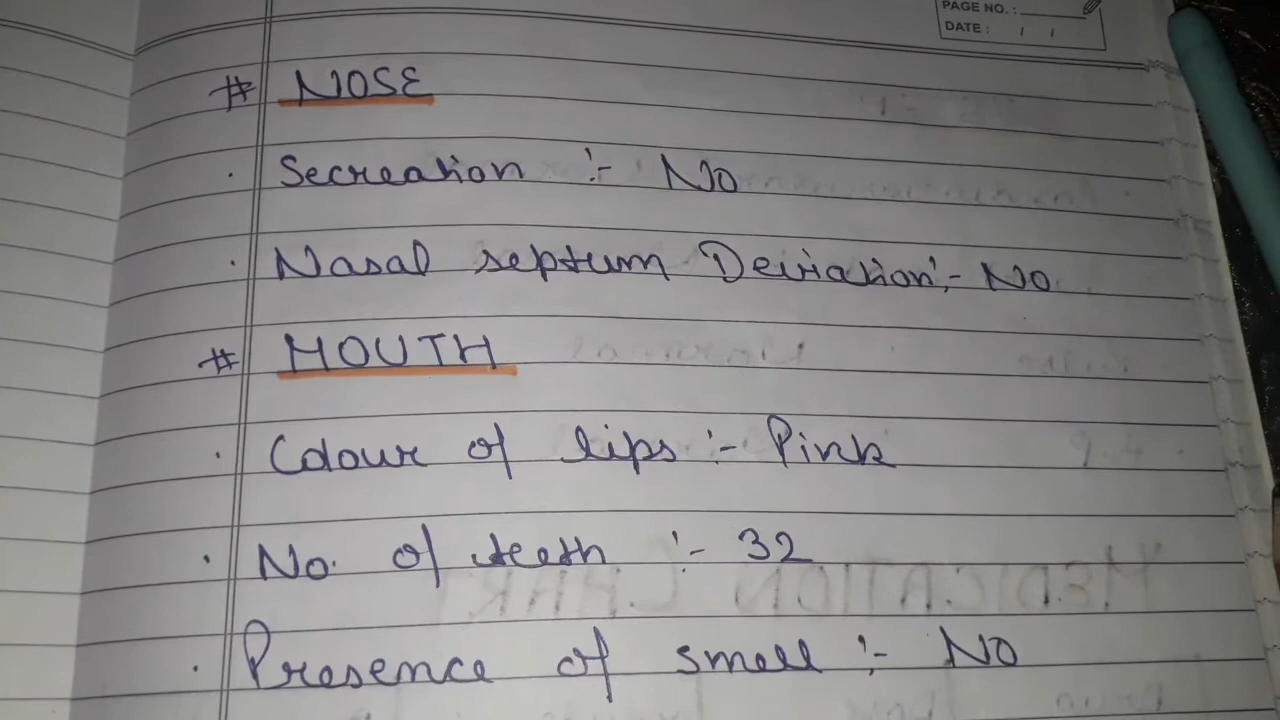 PAGE NO.:
DATE: / /
# NOSE
· Secreation :- No
· Nasal septum Deviation:- No
# MOUTH
· Colour of lips :- Pink
· No. of teeth :- 32
· Presence of smell :- No